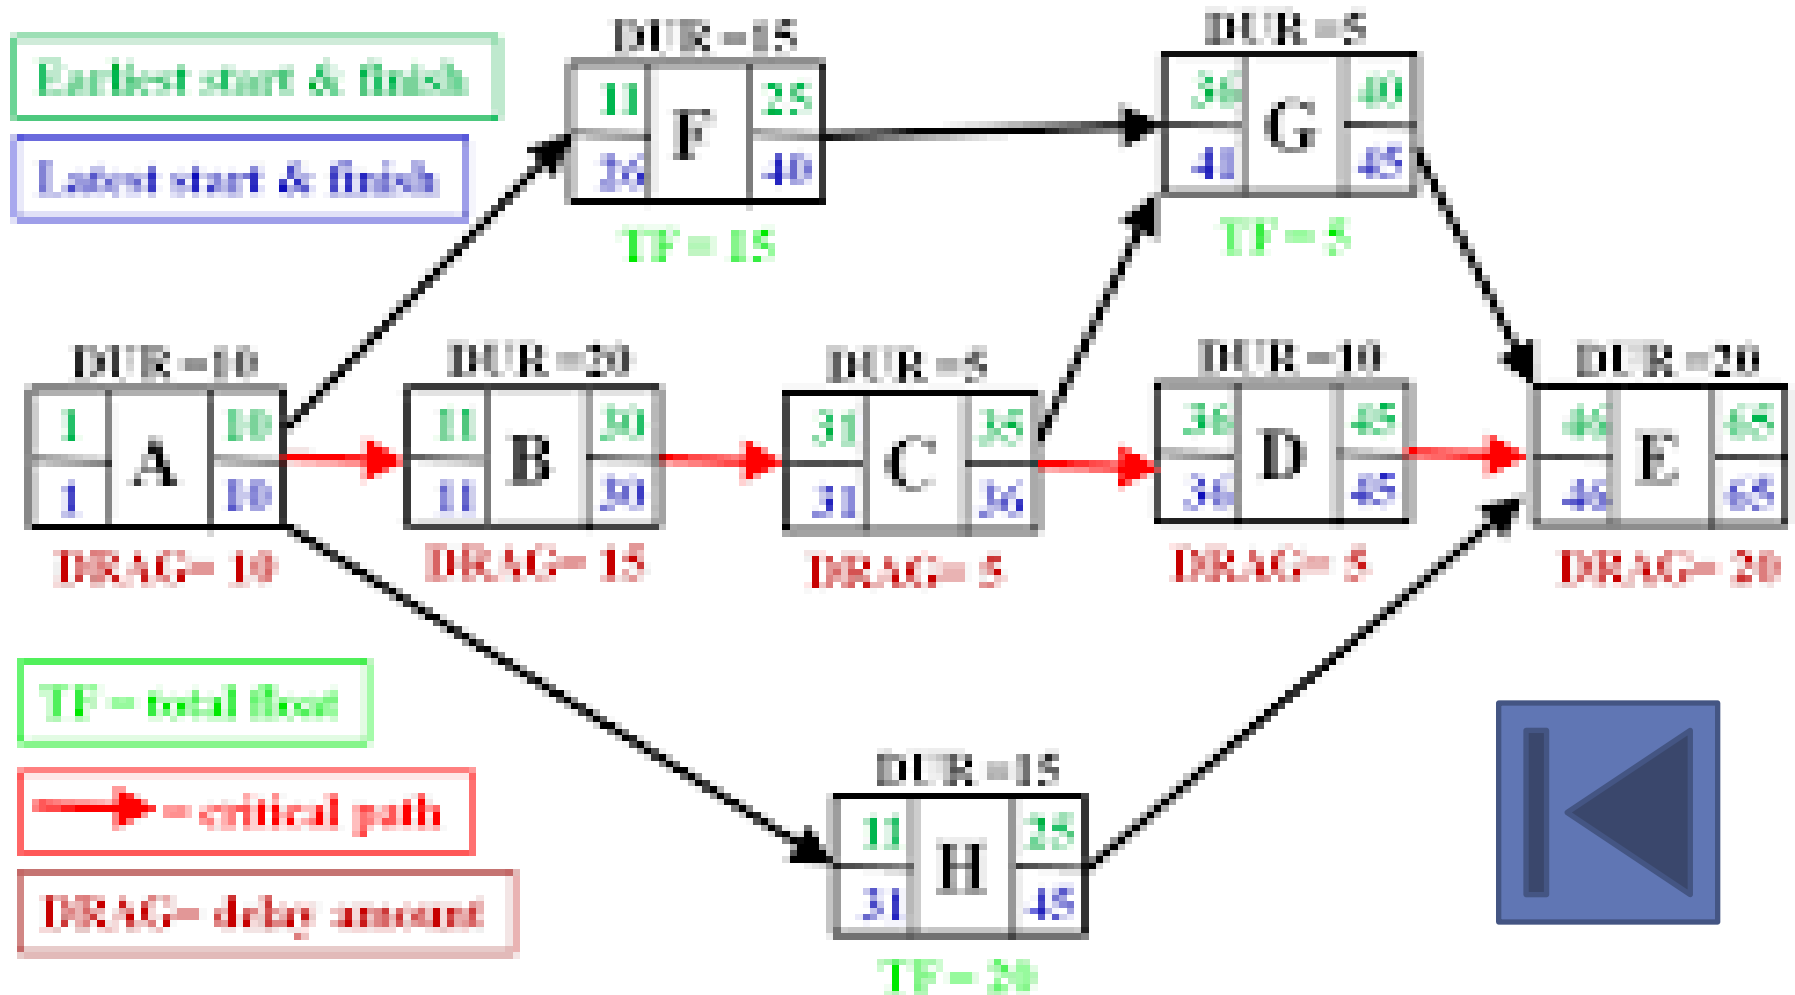 DUR =15
DUR =5
Earliest start & finish
11 F 25
26 40
36 G 40
41 45
Latest start & finish
TF = 15
TF = 5
DUR =10
DUR =20
DUR =5
DUR =10
DUR =20
1 A 10
1 10
11 B 30
11 30
31 C 35
31 36
36 D 45
36 45
46 E 65
46 65
DRAG= 10
DRAG= 15
DRAG= 5
DRAG= 5
DRAG= 20
TF = total float
= critical path
DRAG= delay amount
DUR =15
11 H 25
31 45
TF = 20